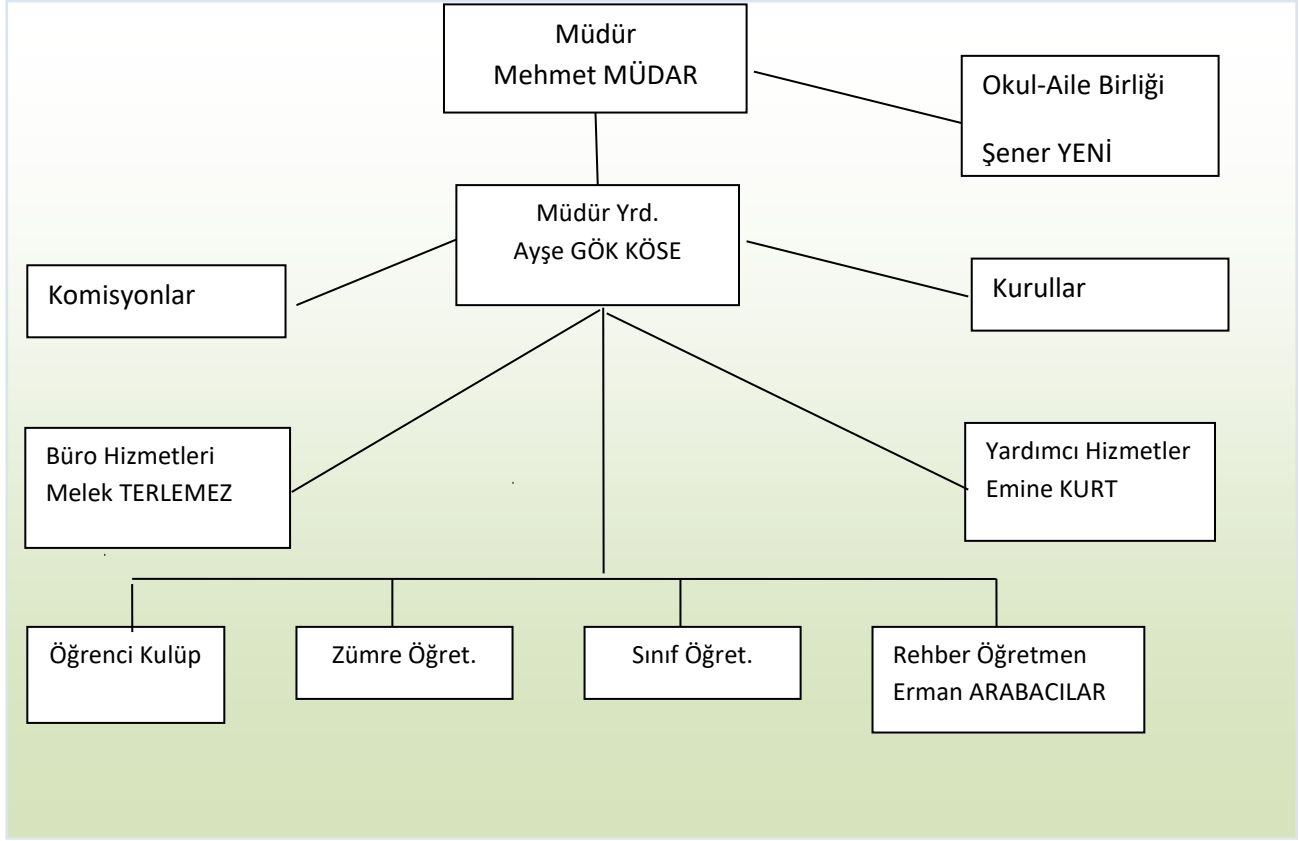 Müdür
Mehmet MÜDAR
Okul-Aile Birliği
Şener YENİ
Müdür Yrd.
Ayşe GÖK KÖSE
Komisyonlar
Kurullar
Büro Hizmetleri
Melek TERLEMEZ
Yardımcı Hizmetler
Emine KURT
Öğrenci Kulüp
Zümre Öğret.
Sınıf Öğret.
Rehber Öğretmen
Erman ARABACILAR